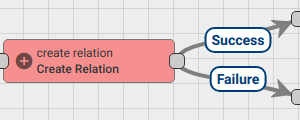 create relation
Create Relation
Success
Failure